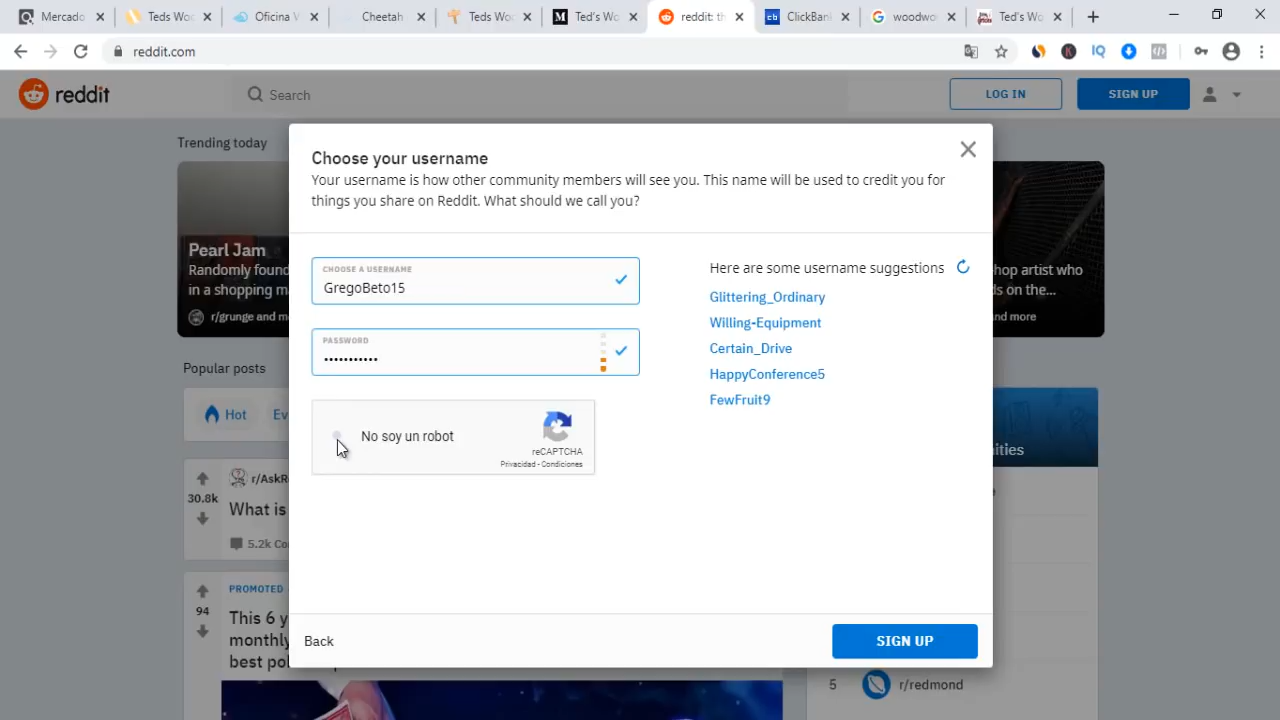 Mercado
Teds Woo
Oficina V
Cheetah
Teds Woo
Ted's Wo
reddit: th
ClickBank
woodwo
Ted's Wo
reddit.com
reddit
Search
LOG IN
SIGN UP
Trending today
Pearl Jam
Randomly found
in a shopping ma
r/grunge and m
hop artist who
ds on the...
and more
Choose your username
Your username is how other community members will see you. This name will be used to credit you for
things you share on Reddit. What should we call you?
CHOOSE A USERNAME
GregoBeto15
PASSWORD
•••••••••••
No soy un robot
reCAPTCHA
Privacidad - Condiciones
Here are some username suggestions
Glittering_Ordinary
Willing-Equipment
Certain_Drive
HappyConference5
FewFruit9
Back
SIGN UP
Popular posts
Hot
Ev
30.8k
r/AskR
What is
5.2k Co
PROMOTED
94
This 6 y
monthly
best po
ities
5 r/redmond